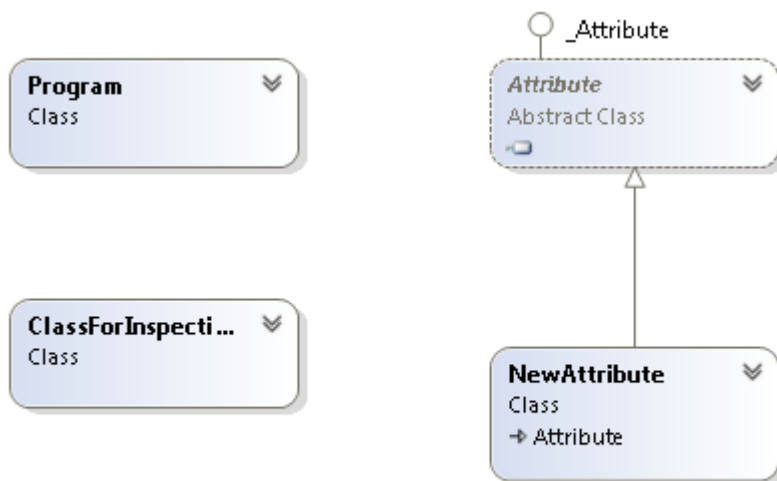 _Attribute
Program
Class
Attribute
Abstract Class
ClassForInspecti...
Class
NewAttribute
Class
Attribute